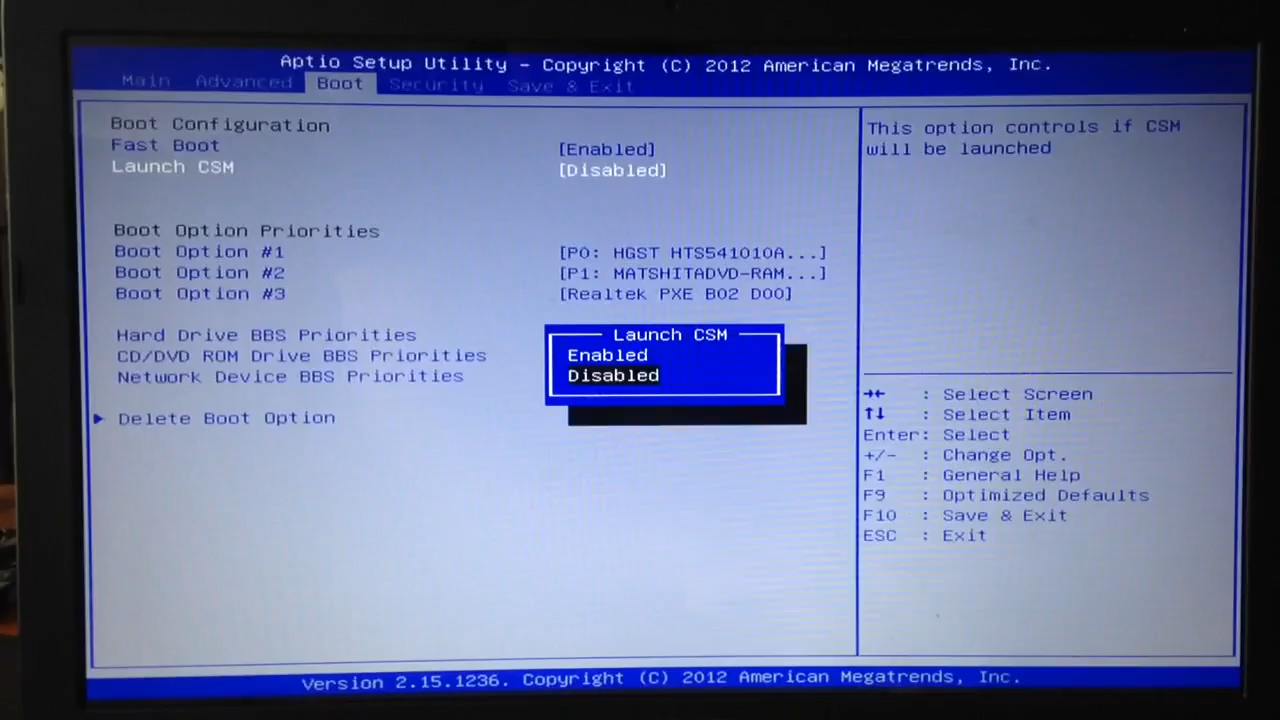 Aptio Setup Utility – Copyright (C) 2012 American Megatrends, Inc.
Main Advanced Boot Security Save & Exit
Boot Configuration
Fast Boot [Enabled]
Launch CSM [Disabled]
Boot Option Priorities
Boot Option #1 [P0: HGST HTS541010A...]
Boot Option #2 [P1: MATSHITADVD-RAM...]
Boot Option #3 [Realtek PXE B02 D00]
Hard Drive BBS Priorities
CD/DVD ROM Drive BBS Priorities
Network Device BBS Priorities
Delete Boot Option
Launch CSM
Enabled
Disabled
This option controls if CSM
will be launched
→← : Select Screen
↑↓ : Select Item
Enter: Select
+/- : Change Opt.
F1 : General Help
F9 : Optimized Defaults
F10 : Save & Exit
ESC : Exit
Version 2.15.1236. Copyright (C) 2012 American Megatrends, Inc.